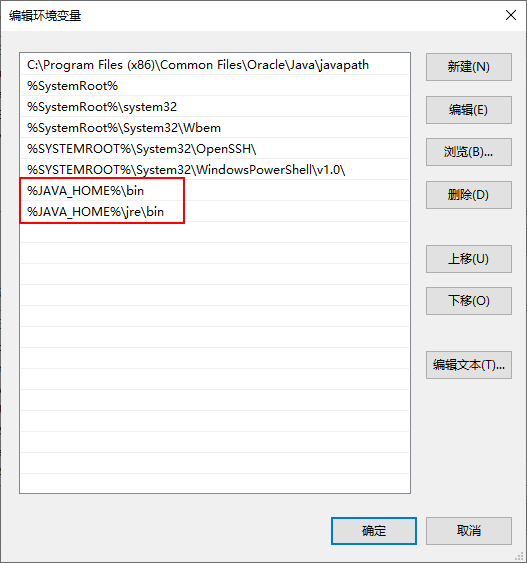 编辑环境变量
C:\Program Files (x86)\Common Files\Oracle\Java\javapath
%SystemRoot%
%SystemRoot%\system32
%SystemRoot%\System32\Wbem
%SYSTEMROOT%\System32\OpenSSH\
%SYSTEMROOT%\System32\WindowsPowerShell\v1.0\
%JAVA_HOME%\bin
%JAVA_HOME%\jre\bin
新建(N)
编辑(E)
浏览(B)...
删除(D)
上移(U)
下移(O)
编辑文本(T)...
确定
取消